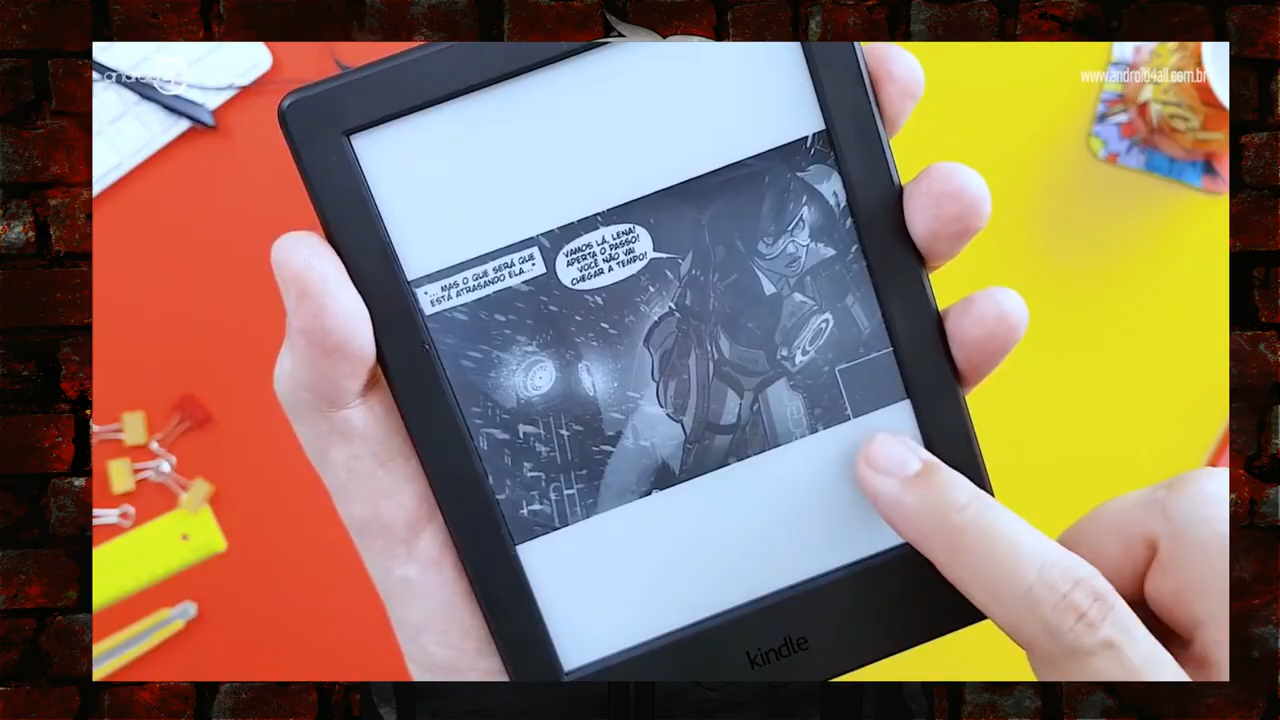 android4all
www.android4all.com.br
"... MAS O QUE SERÁ QUE
ESTÁ ATRASANDO ELA..."
VAMOS LÁ, LENA!
APERTA O PASSO!
VOCÊ NÃO VAI
CHEGAR A TEMPO!
kindle